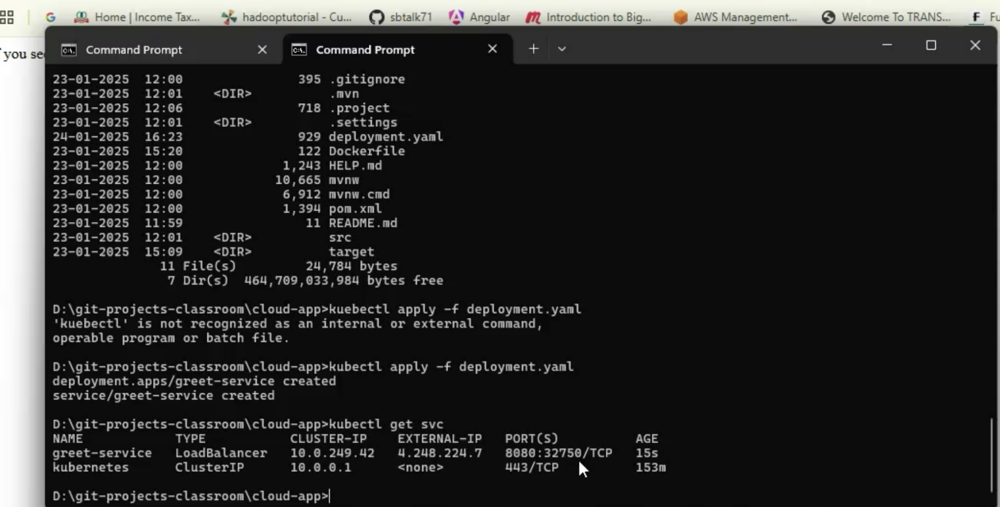 Home | Income Tax... hadooptutorial - Cu... sbtalk71 Angular Introduction to Big... AWS Management... Welcome To TRANS... Fu
you se
Command Prompt Command Prompt
23-01-2025 12:00 395 .gitignore
23-01-2025 12:01 <DIR> .mvn
23-01-2025 12:06 718 .project
23-01-2025 12:01 <DIR> .settings
24-01-2025 16:23 929 deployment.yaml
23-01-2025 15:20 122 Dockerfile
23-01-2025 12:00 1,243 HELP.md
23-01-2025 12:00 10,665 mvnw
23-01-2025 12:00 6,912 mvnw.cmd
23-01-2025 12:00 1,394 pom.xml
23-01-2025 11:59 11 README.md
23-01-2025 12:01 <DIR> src
23-01-2025 15:09 <DIR> target
11 File(s) 24,784 bytes
7 Dir(s) 464,709,033,984 bytes free
D:\git-projects-classroom\cloud-app>kuebectl apply -f deployment.yaml
'kuebectl' is not recognized as an internal or external command,
operable program or batch file.
D:\git-projects-classroom\cloud-app>kubectl apply -f deployment.yaml
deployment.apps/greet-service created
service/greet-service created
D:\git-projects-classroom\cloud-app>kubectl get svc
NAME TYPE CLUSTER-IP EXTERNAL-IP PORT(S) AGE
greet-service LoadBalancer 10.0.249.42 4.248.224.7 8080:32750/TCP 15s
kubernetes ClusterIP 10.0.0.1 <none> 443/TCP 153m
D:\git-projects-classroom\cloud-app>